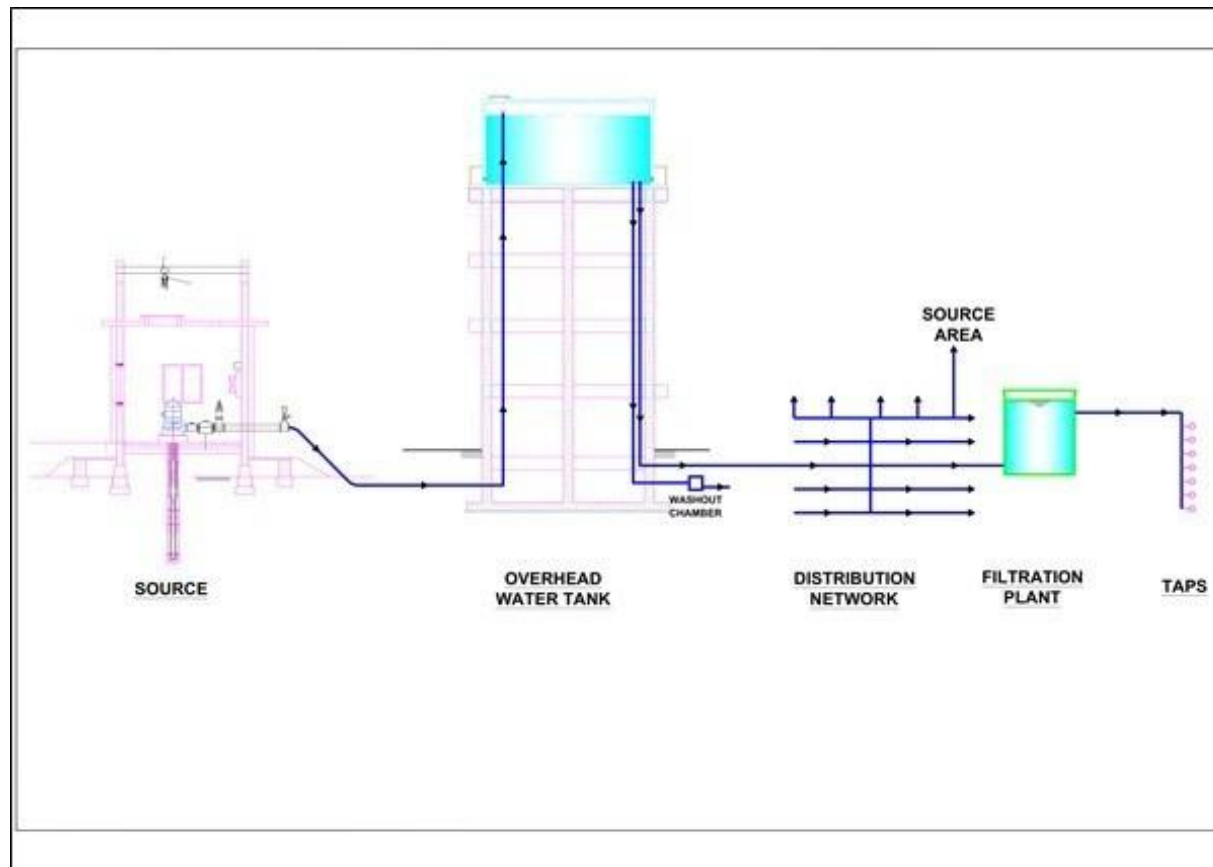 SOURCE
AREA
WASHOUT
CHAMBER
SOURCE
OVERHEAD
WATER TANK
DISTRIBUTION
NETWORK
FILTRATION
PLANT
TAPS